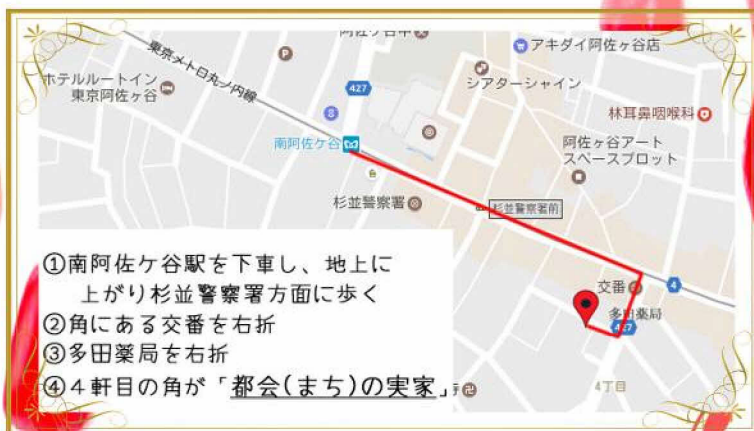 東京メトロ丸ノ内線
ホテルルートイン
東京阿佐ヶ谷
P
427
アキダイ阿佐ヶ谷店
シアターシャイン
林耳鼻咽喉科
南阿佐ケ谷
阿佐ヶ谷アート
スペースプロット
杉並警察署
杉並警察署前
①南阿佐ケ谷駅を下車し、地上に
上がり杉並警察署方面に歩く
②角にある交番を右折
③多田薬局を右折
④4軒目の角が「都会(まち)の実家」
交番
4
多田薬局
427
4丁目